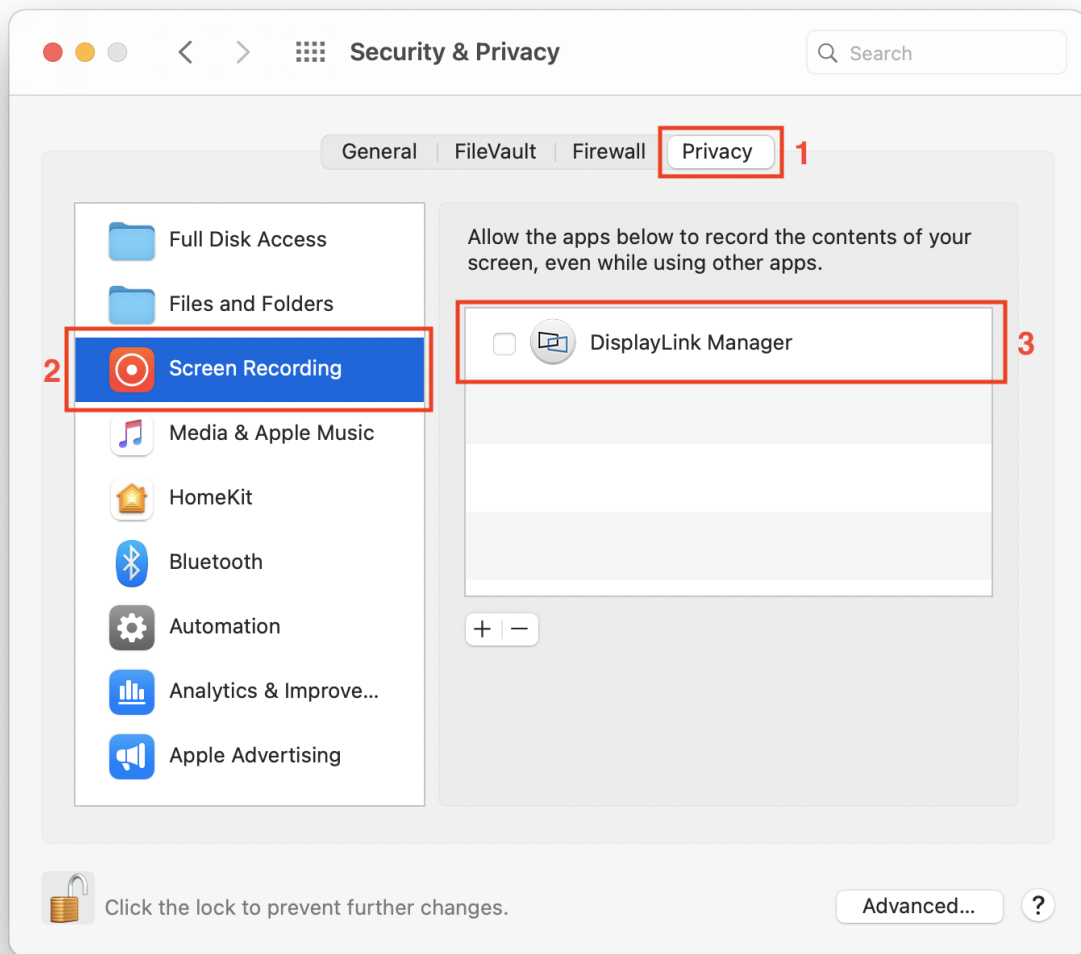 Security & Privacy
Search
General
FileVault
Firewall
Privacy
1
Full Disk Access
Files and Folders
2
Screen Recording
Media & Apple Music
HomeKit
Bluetooth
Automation
Analytics & Improve...
Apple Advertising
Allow the apps below to record the contents of your
screen, even while using other apps.
DisplayLink Manager
3
+
−
Click the lock to prevent further changes.
Advanced...
?